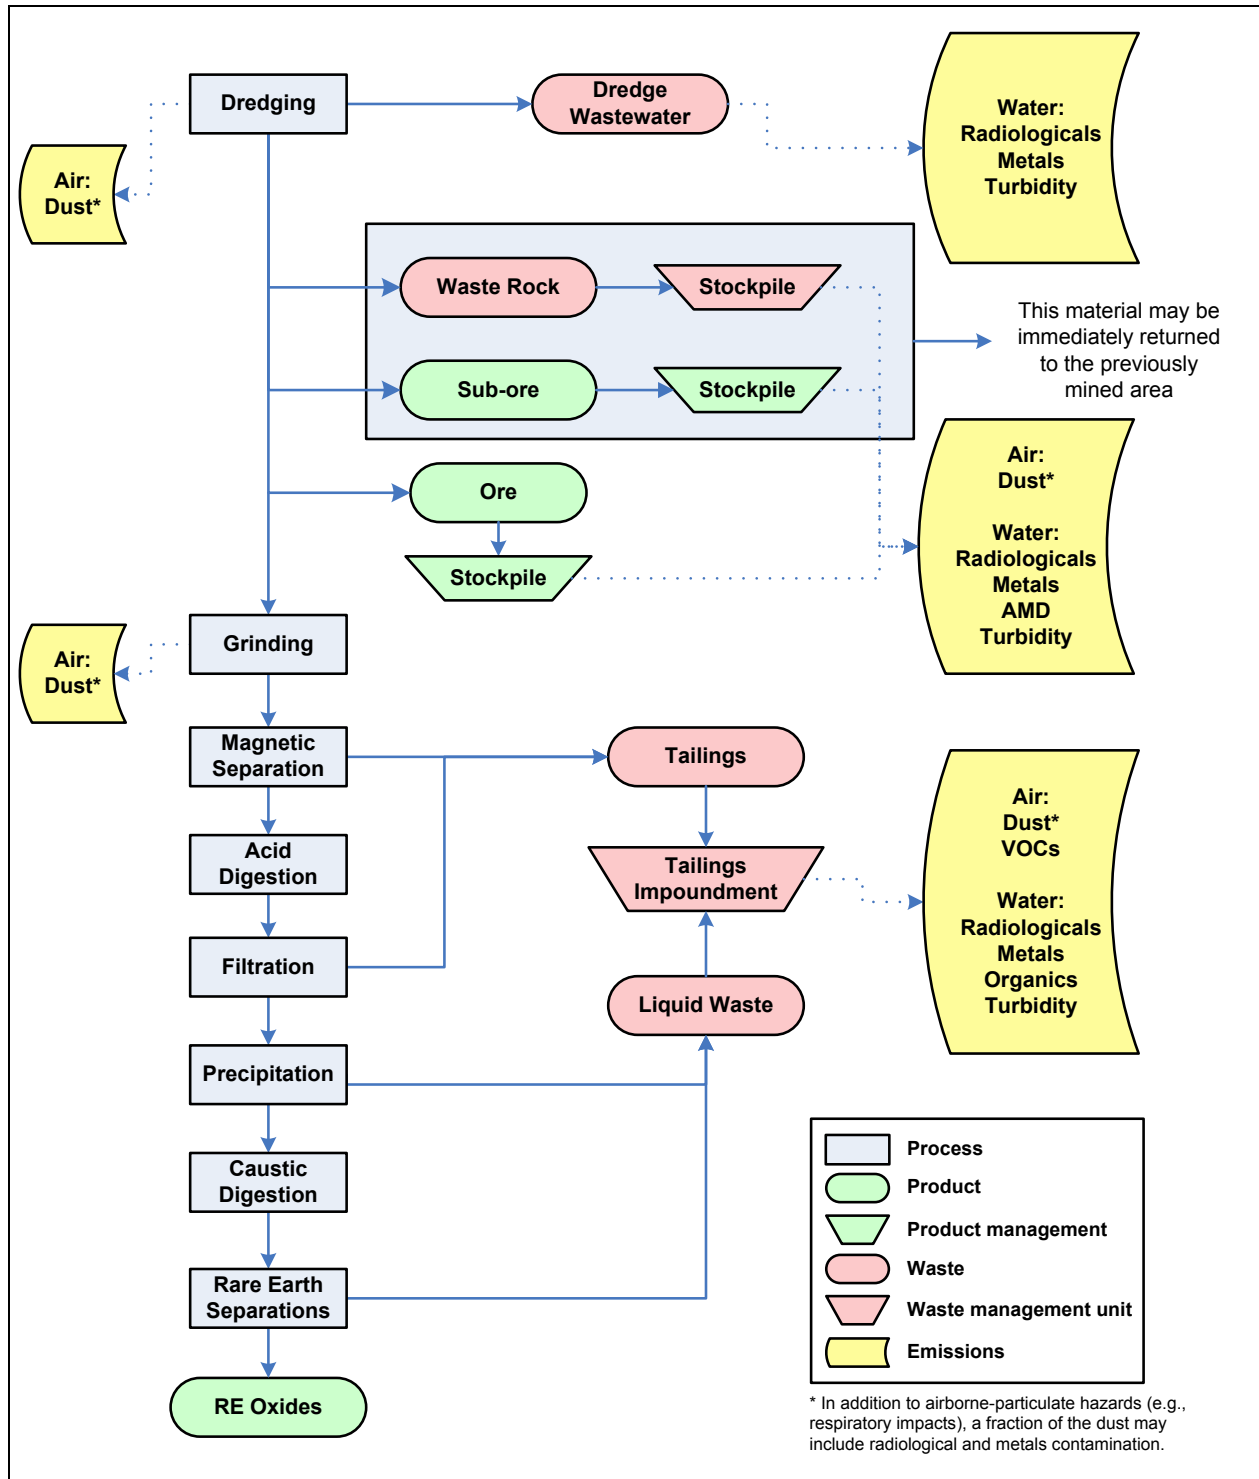 Dredging
Dredge
Wastewater
Water:
Radiologicals
Metals
Turbidity
Air:
Dust*
Waste Rock
Stockpile
Sub-ore
Stockpile
This material may be
immediately returned
to the previously
mined area
Ore
Stockpile
Air:
Dust*
Water:
Radiologicals
Metals
AMD
Turbidity
Grinding
Air:
Dust*
Magnetic
Separation
Tailings
Acid
Digestion
Tailings
Impoundment
Air:
Dust*
VOCs
Water:
Radiologicals
Metals
Organics
Turbidity
Filtration
Liquid Waste
Precipitation
Caustic
Digestion
Rare Earth
Separations
RE Oxides
Process
Product
Product management
Waste
Waste management unit
Emissions
* In addition to airborne-particulate hazards (e.g.,
respiratory impacts), a fraction of the dust may
include radiological and metals contamination.